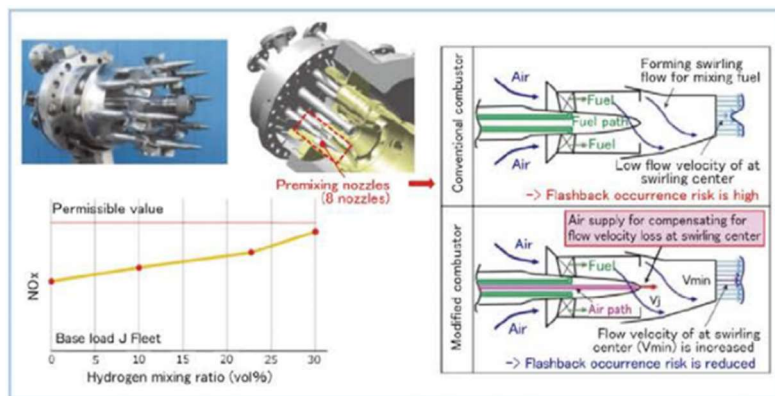 Premixing nozzles
(8 nozzles)
Permissible value
NOx
Base load J Fleet
0 5 10 15 20 25 30
Hydrogen mixing ratio (vol%)
Conventional combustor
Air
Forming swirling
flow for mixing fuel
Fuel
Fuel path
Fuel
Air
Low flow velocity of at
swirling center
-> Flashback occurrence risk is high
Modified combustor
Air supply for compensating for
flow velocity loss at swirling center
Air
Fuel
Vmin
Vj
Air path
Air
Flow velocity of at swirling
center (Vmin) is increased
-> Flashback occurrence risk is reduced